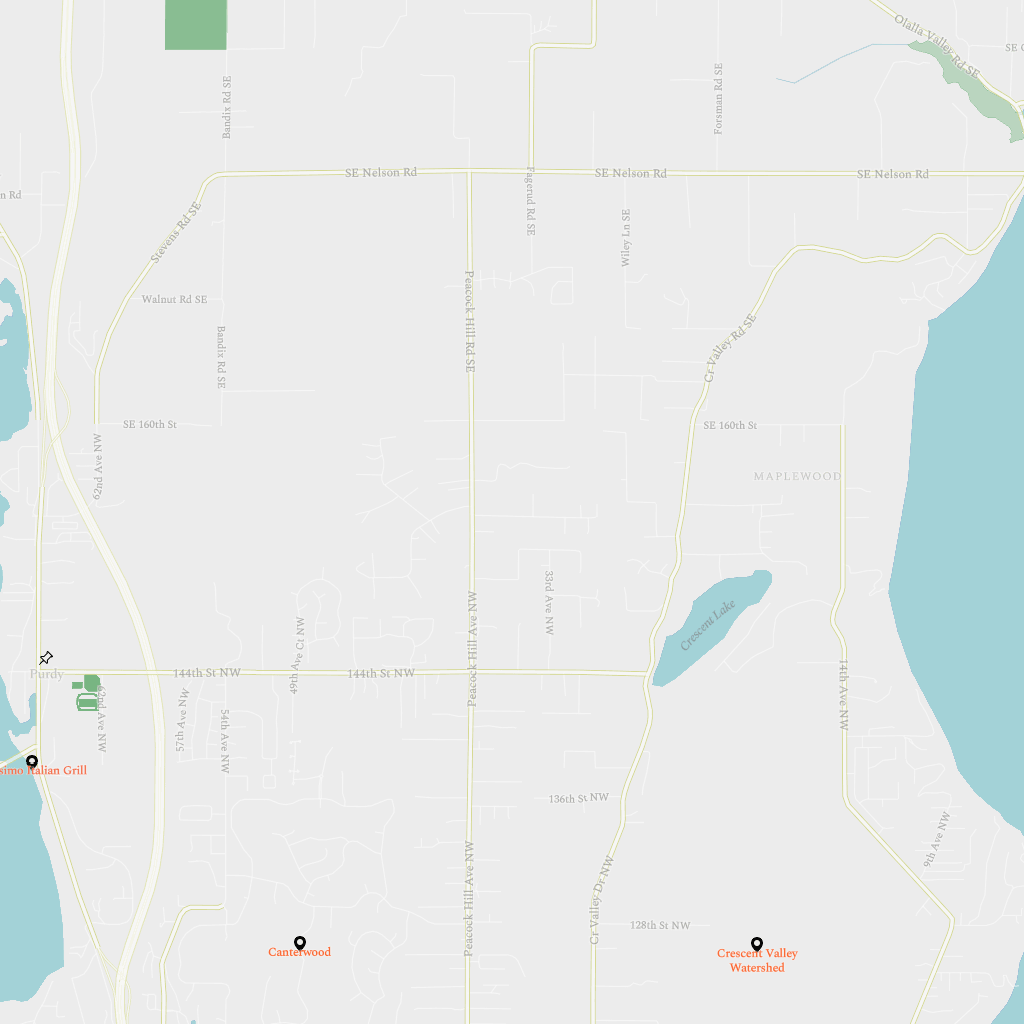 Olalla Valley Rd SE
SE
Bandix Rd SE
Forsman Rd SE
SE Nelson Rd
SE Nelson Rd
SE Nelson Rd
n Rd
Fagerud Rd SE
Stevens Rd SE
Wiley Ln SE
Walnut Rd SE
Peacock Hill Rd SE
Bandix Rd SE
Cr Valley Rd SE
SE 160th St
SE 160th St
62nd Ave NW
MAPLEWOOD
33rd Ave NW
Crescent Lake
Peacock Hill Ave NW
49th Ave Ct NW
Purdy
144th St NW
144th St NW
14th Ave NW
62nd Ave NW
57th Ave NW
54th Ave NW
simo Italian Grill
136th St NW
9th Ave NW
Peacock Hill Ave NW
Cr Valley Dr NW
128th St NW
Canterwood
Crescent Valley
Watershed